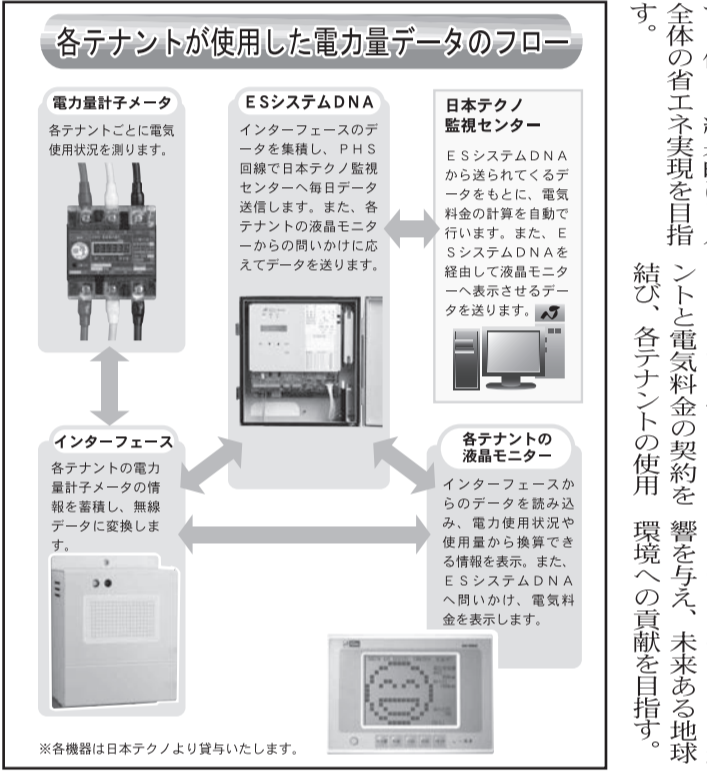 各テナントが使用した電力量データのフロー
電力量計子メータ
各テナントごとに電気
使用状況を測ります。
ESシステムDNA
インターフェースのデ
ータを集積し、PHS
回線で日本テクノ監視
センターへ毎日データ
送信します。また、各
テナントの液晶モニタ
ーからの問いかけに応
えてデータを送ります。
日本テクノ
監視センター
ESシステムDNA
から送られてくるデ
ータをもとに、電気
料金の計算を自動で
行います。また、E
SシステムDNAを
経由して液晶モニタ
ーへ表示させるデー
タを送ります。
インターフェース
各テナントの電力
量計子メータの情
報を蓄積し、無線
データに変換しま
す。
各テナントの
液晶モニター
インターフェースか
らのデータを読み込
み、電力使用状況や
使用量から換算でき
る情報を表示。また、
ESシステムDNA
へ問いかけ、電気料
金を表示します。
※各機器は日本テクノより貸与いたします。
全体の省エネ実現を目指
す。
ントと電気料金の契約を
結び、各テナントの使用
響を与え、未来ある地球
環境への貢献を目指す。